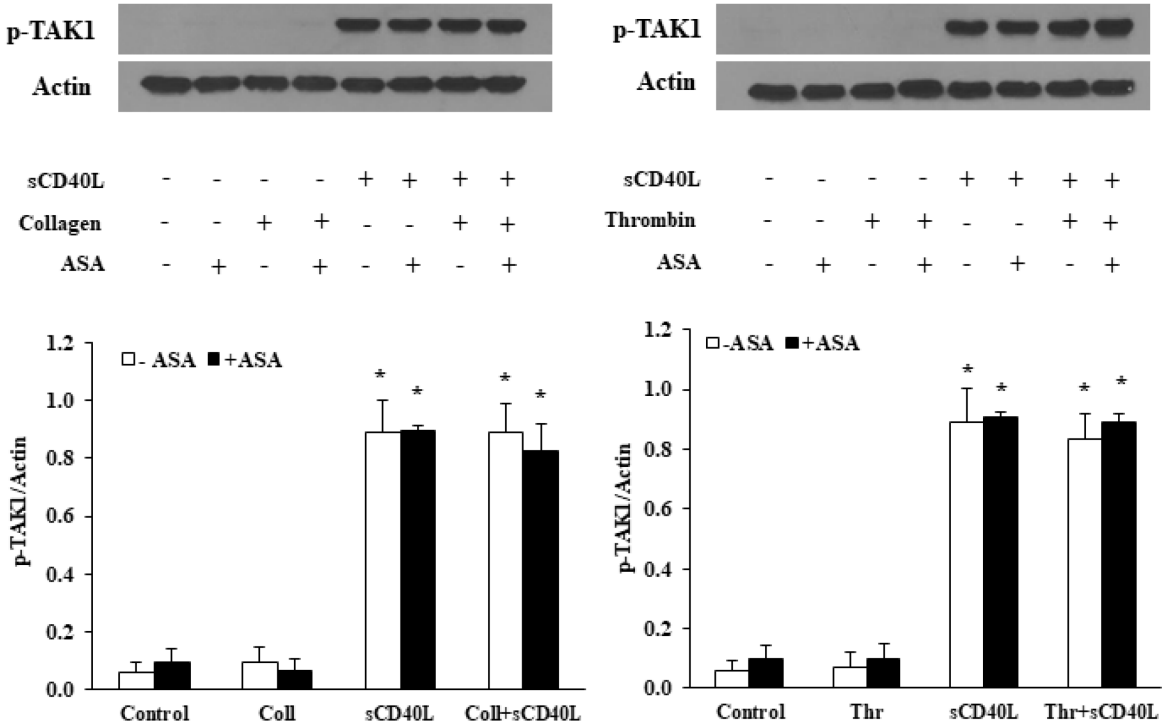 p-TAK1
Actin
sCD40L - - - - + + + +
Collagen - - + + - - + +
ASA - + - + - + - +
1.2
1.0
0.8
0.6
0.4
0.2
0.0
p-TAK1/Actin
- ASA +ASA
* * * *
Control Coll sCD40L Coll+sCD40L
p-TAK1
Actin
sCD40L - - - - + + + +
Thrombin - - + + - - + +
ASA - + - + - + - +
1.2
1.0
0.8
0.6
0.4
0.2
0.0
p-TAK1/Actin
-ASA +ASA
* * * *
Control Thr sCD40L Thr+sCD40L